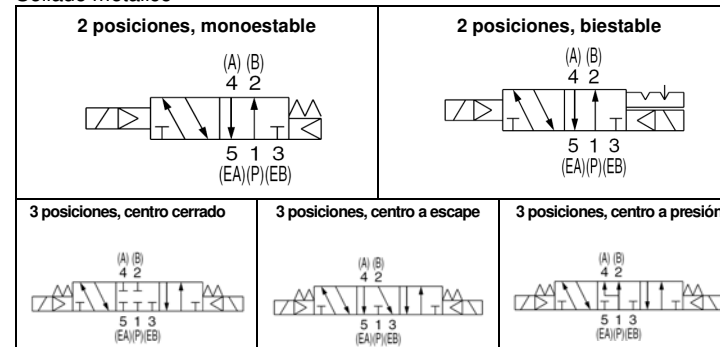 Sellado metálico
2 posiciones, monoestable
(A) (B)
4 2
5 1 3
(EA)(P)(EB)
2 posiciones, biestable
(A) (B)
4 2
5 1 3
(EA)(P)(EB)
3 posiciones, centro cerrado
(A) (B)
4 2
5 1 3
(EA)(P)(EB)
3 posiciones, centro a escape
(A) (B)
4 2
5 1 3
(EA)(P)(EB)
3 posiciones, centro a presión
(A) (B)
4 2
5 1 3
(EA)(P)(EB)